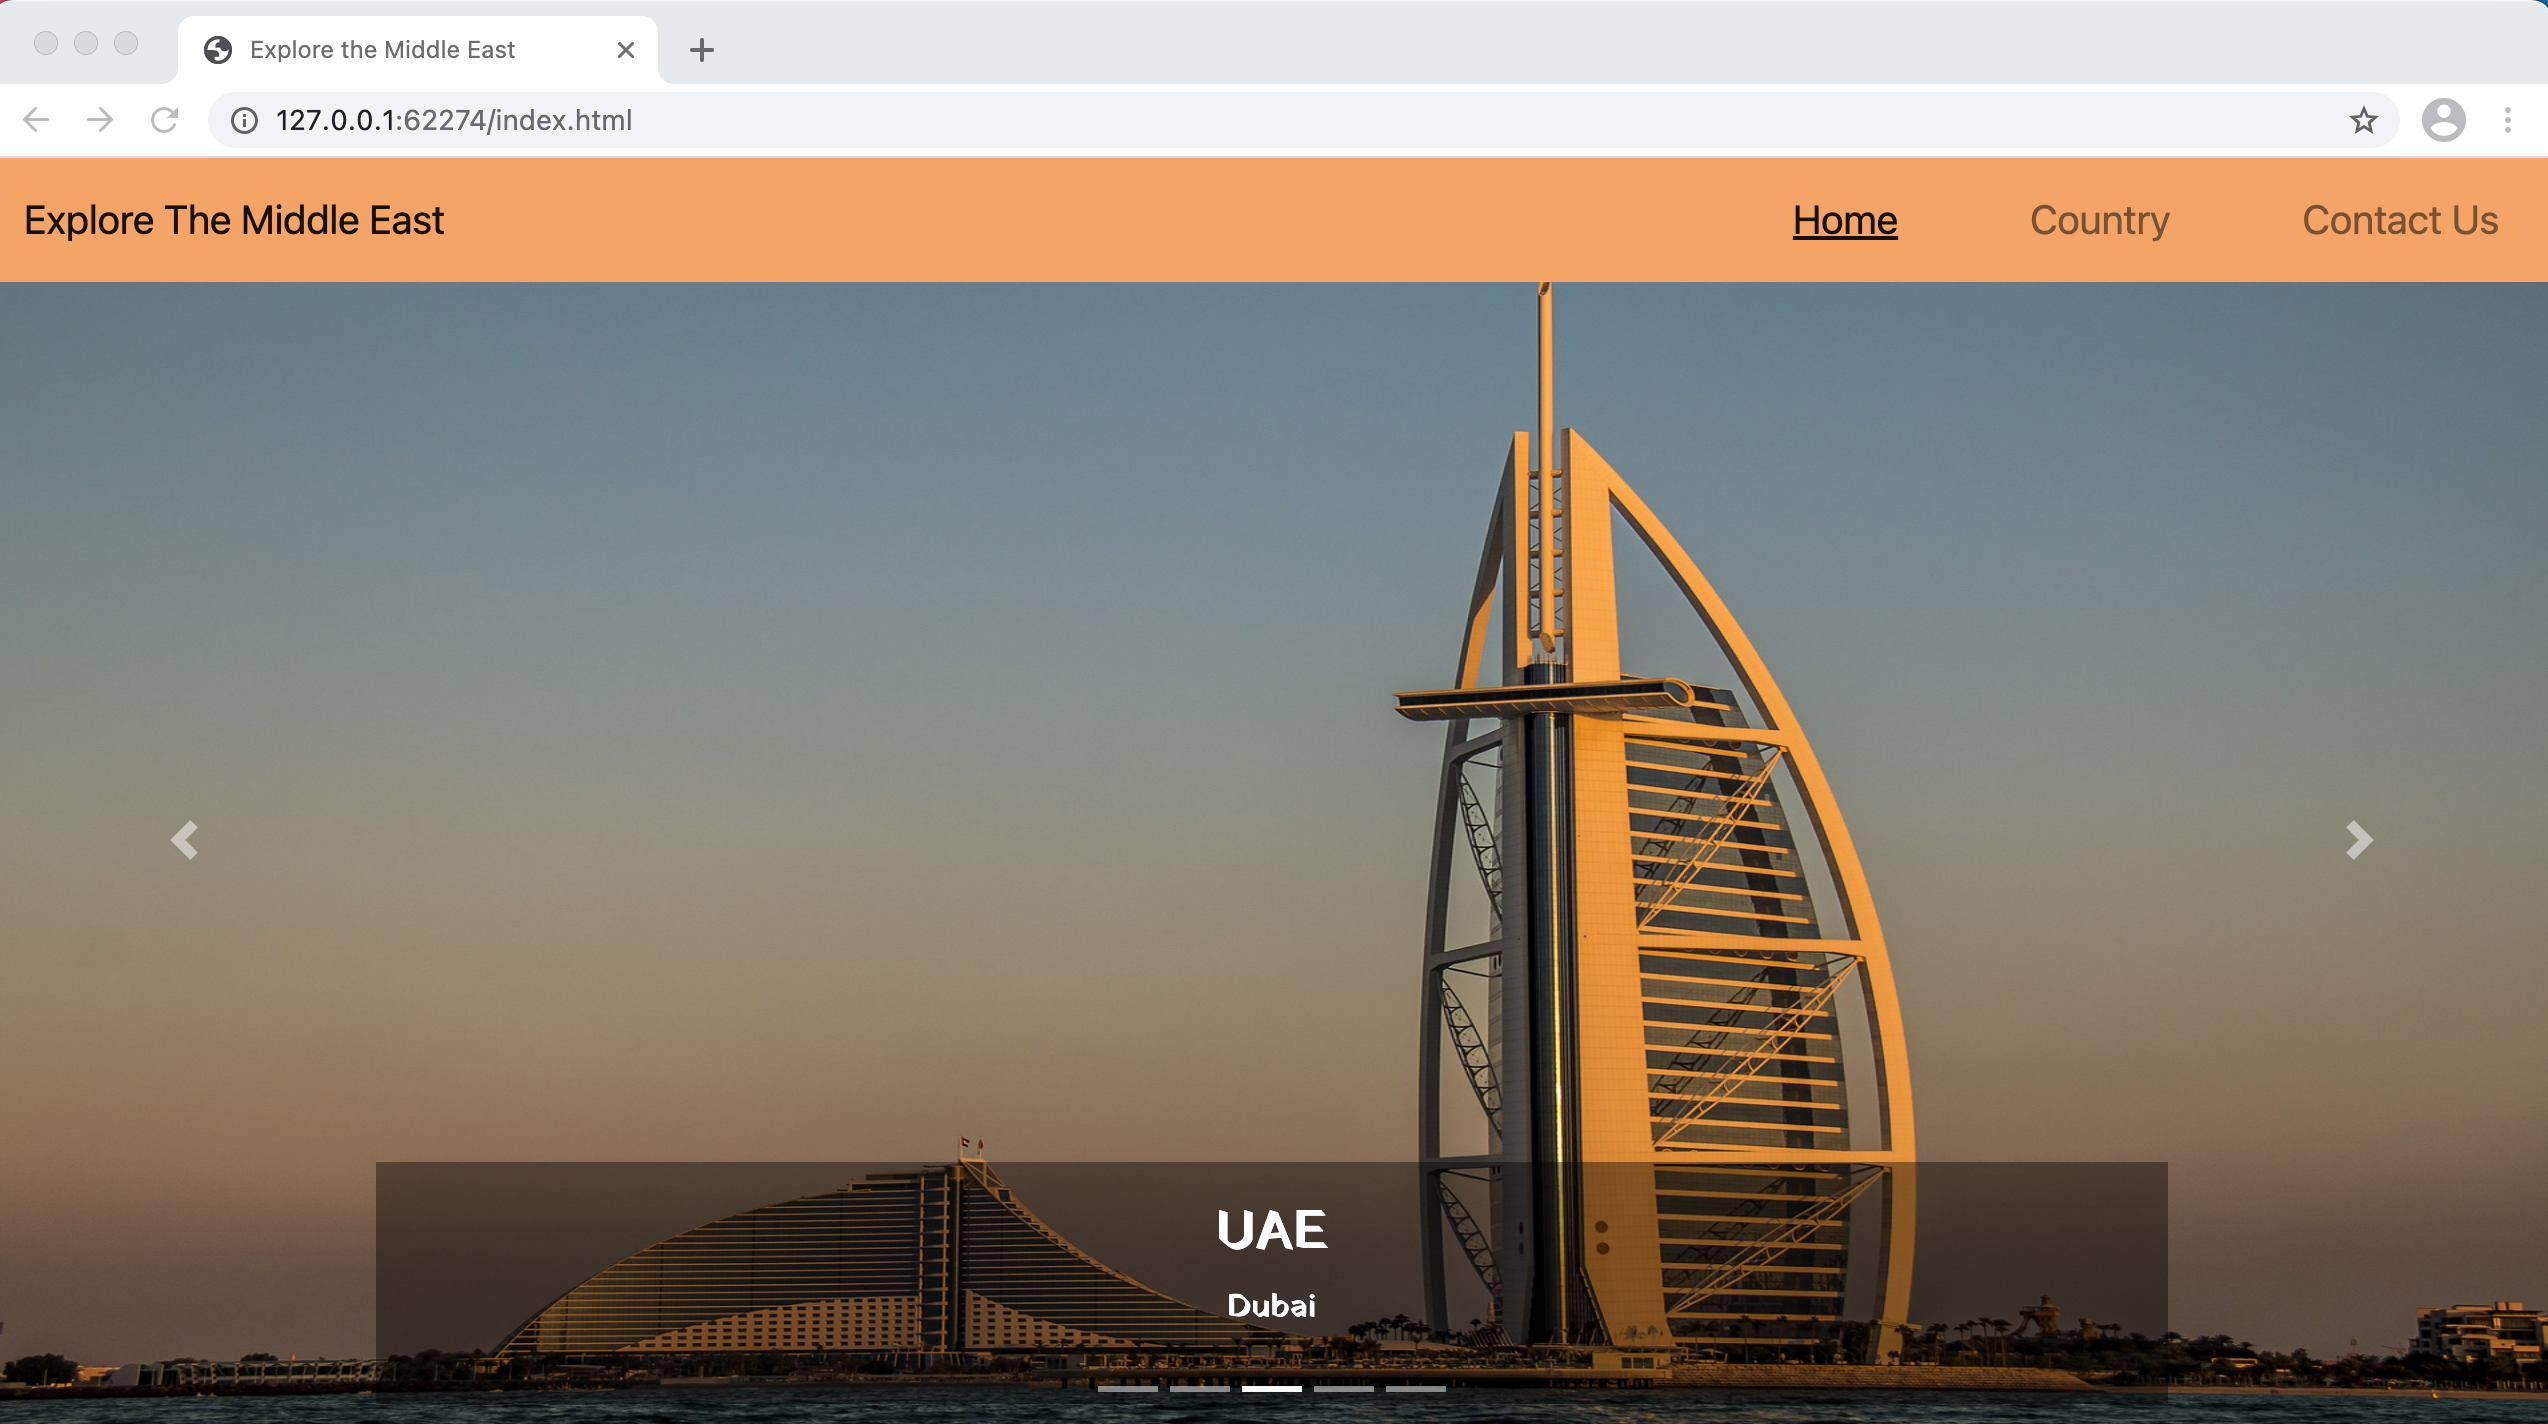 Explore the Middle East
127.0.0.1:62274/index.html
Explore The Middle East
Home
Country
Contact Us
UAE
Dubai